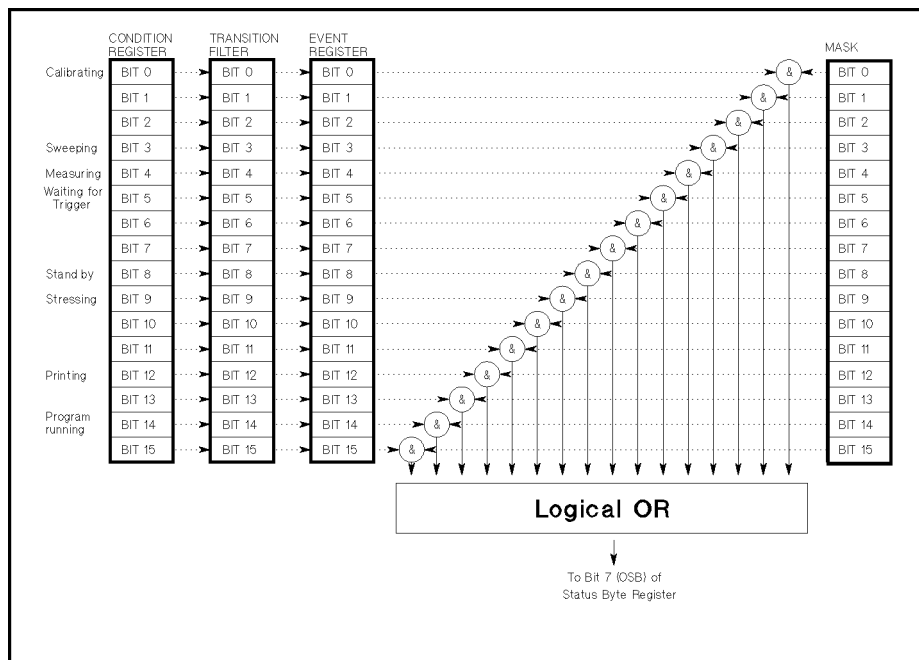 CONDITION REGISTER
TRANSITION FILTER
EVENT REGISTER
MASK
Calibrating BIT 0 BIT 0 BIT 0 & BIT 0
BIT 1 BIT 1 BIT 1 & BIT 1
BIT 2 BIT 2 BIT 2 & BIT 2
Sweeping BIT 3 BIT 3 BIT 3 & BIT 3
Measuring BIT 4 BIT 4 BIT 4 & BIT 4
Waiting for Trigger BIT 5 BIT 5 BIT 5 & BIT 5
BIT 6 BIT 6 BIT 6 & BIT 6
BIT 7 BIT 7 BIT 7 & BIT 7
Stand by BIT 8 BIT 8 BIT 8 & BIT 8
Stressing BIT 9 BIT 9 BIT 9 & BIT 9
BIT 10 BIT 10 BIT 10 & BIT 10
BIT 11 BIT 11 BIT 11 & BIT 11
Printing BIT 12 BIT 12 BIT 12 & BIT 12
BIT 13 BIT 13 BIT 13 & BIT 13
Program running BIT 14 BIT 14 BIT 14 & BIT 14
BIT 15 BIT 15 BIT 15 & BIT 15
Logical OR
To Bit 7 (OSB) of
Status Byte Register